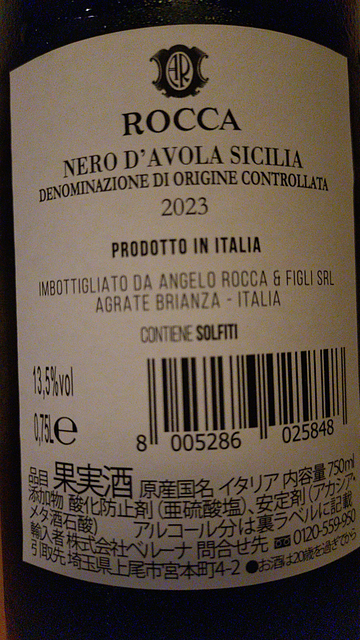 AR
ROCCA
NERO D'AVOLA SICILIA
DENOMINAZIONE DI ORIGINE CONTROLLATA
2023
PRODOTTO IN ITALIA
IMBOTTIGLIATO DA ANGELO ROCCA & FIGLI SRL
AGRATE BRIANZA - ITALIA
CONTIENE SOLFITI
13,5%vol
0,75L e
8 005286 025848
品目 果実酒 原産国名 イタリア 内容量 750ml
添加物 酸化防止剤（亜硫酸塩）、安定剤（アカシア・
メタ酒石酸） アルコール分は裏ラベルに記載
輸入者 株式会社ベルーナ 問合せ先 ☎ 0120-559-950
引取先 埼玉県上尾市宮本町4-2 ●お酒は20歳を過ぎてから